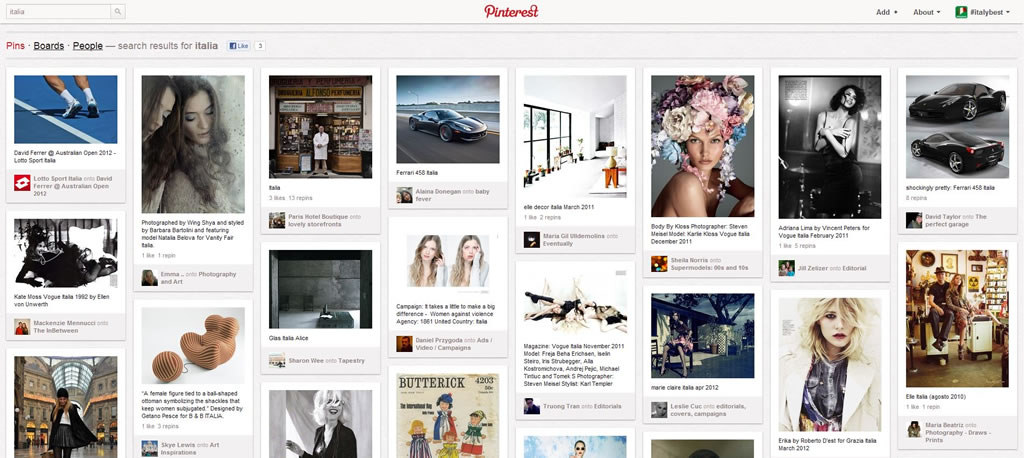 italia
Pinterest
Add +
About
#italybest
Pins · Boards · People — search results for italia
Like
3
David Ferrer @ Australian Open 2012 -
Lotto Sport Italia
Lotto Sport Italia onto David
Ferrer @ Australian Open
2012
Kate Moss Vogue Italia 1992 by Ellen
von Unwerth
Mackenzie Mennucci onto
The InBetween
Photographed by Wing Shya and styled
by Barbara Bartolini and featuring
model Natalia Belova for Vanity Fair
Italia.
1 like 1 repin
Emma .. onto Photography
and Art
"A female figure tied to a ball-shaped
ottoman symbolizing the shackles that
keep women subjugated." Designed by
Getano Pesce for B & B ITALIA.
1 like 3 repins
Skye Lewis onto Art
Inspirations
Italia
3 likes 13 repins
Paris Hotel Boutique onto
lovely storefronts
Glas Italia Alice
Sharon Wee onto Tapestry
Ferrari 458 Italia
Alaina Donegan onto baby
fever
Campaign: It takes a little to make a big
difference - Women against violence
Agency: 1861 United Country: Italia
Daniel Przygoda onto Ads /
Video / Campaigns
BUTTERICK 4203
elle decor italia March 2011
1 like 2 repins
Maria Gil Ulldemolins onto
Eventually
Magazine: Vogue Italia November 2011
Model: Freja Beha Erichsen, Iselin
Steiro, Iris Strubegger, Alla
Kostromichova, Andrej Pejic, Michael
Tintiuc and Tomek S Photographer:
Steven Meisel Stylist: Karl Templer
Truong Tran onto Editorials
Body By Kloss Photographer: Steven
Meisel Model: Karlie Kloss Vogue Italia
December 2011
Sheila Norris onto
Supermodels: 00s and 10s
marie claire italia apr 2012
Leslie Cuc onto editorials,
covers, campaigns
Adriana Lima by Vincent Peters for
Vogue Italia February 2011
1 like 5 repins
Jill Zelizer onto Editorial
Erika by Roberto D'est for Grazia Italia
March 2012
shockingly pretty: Ferrari 458 Italia
8 repins
David Taylor onto The
perfect garage
Elle Italia (agosto 2010)
1 like 1 repin
Maria Beatriz onto
Photography - Draws -
Prints